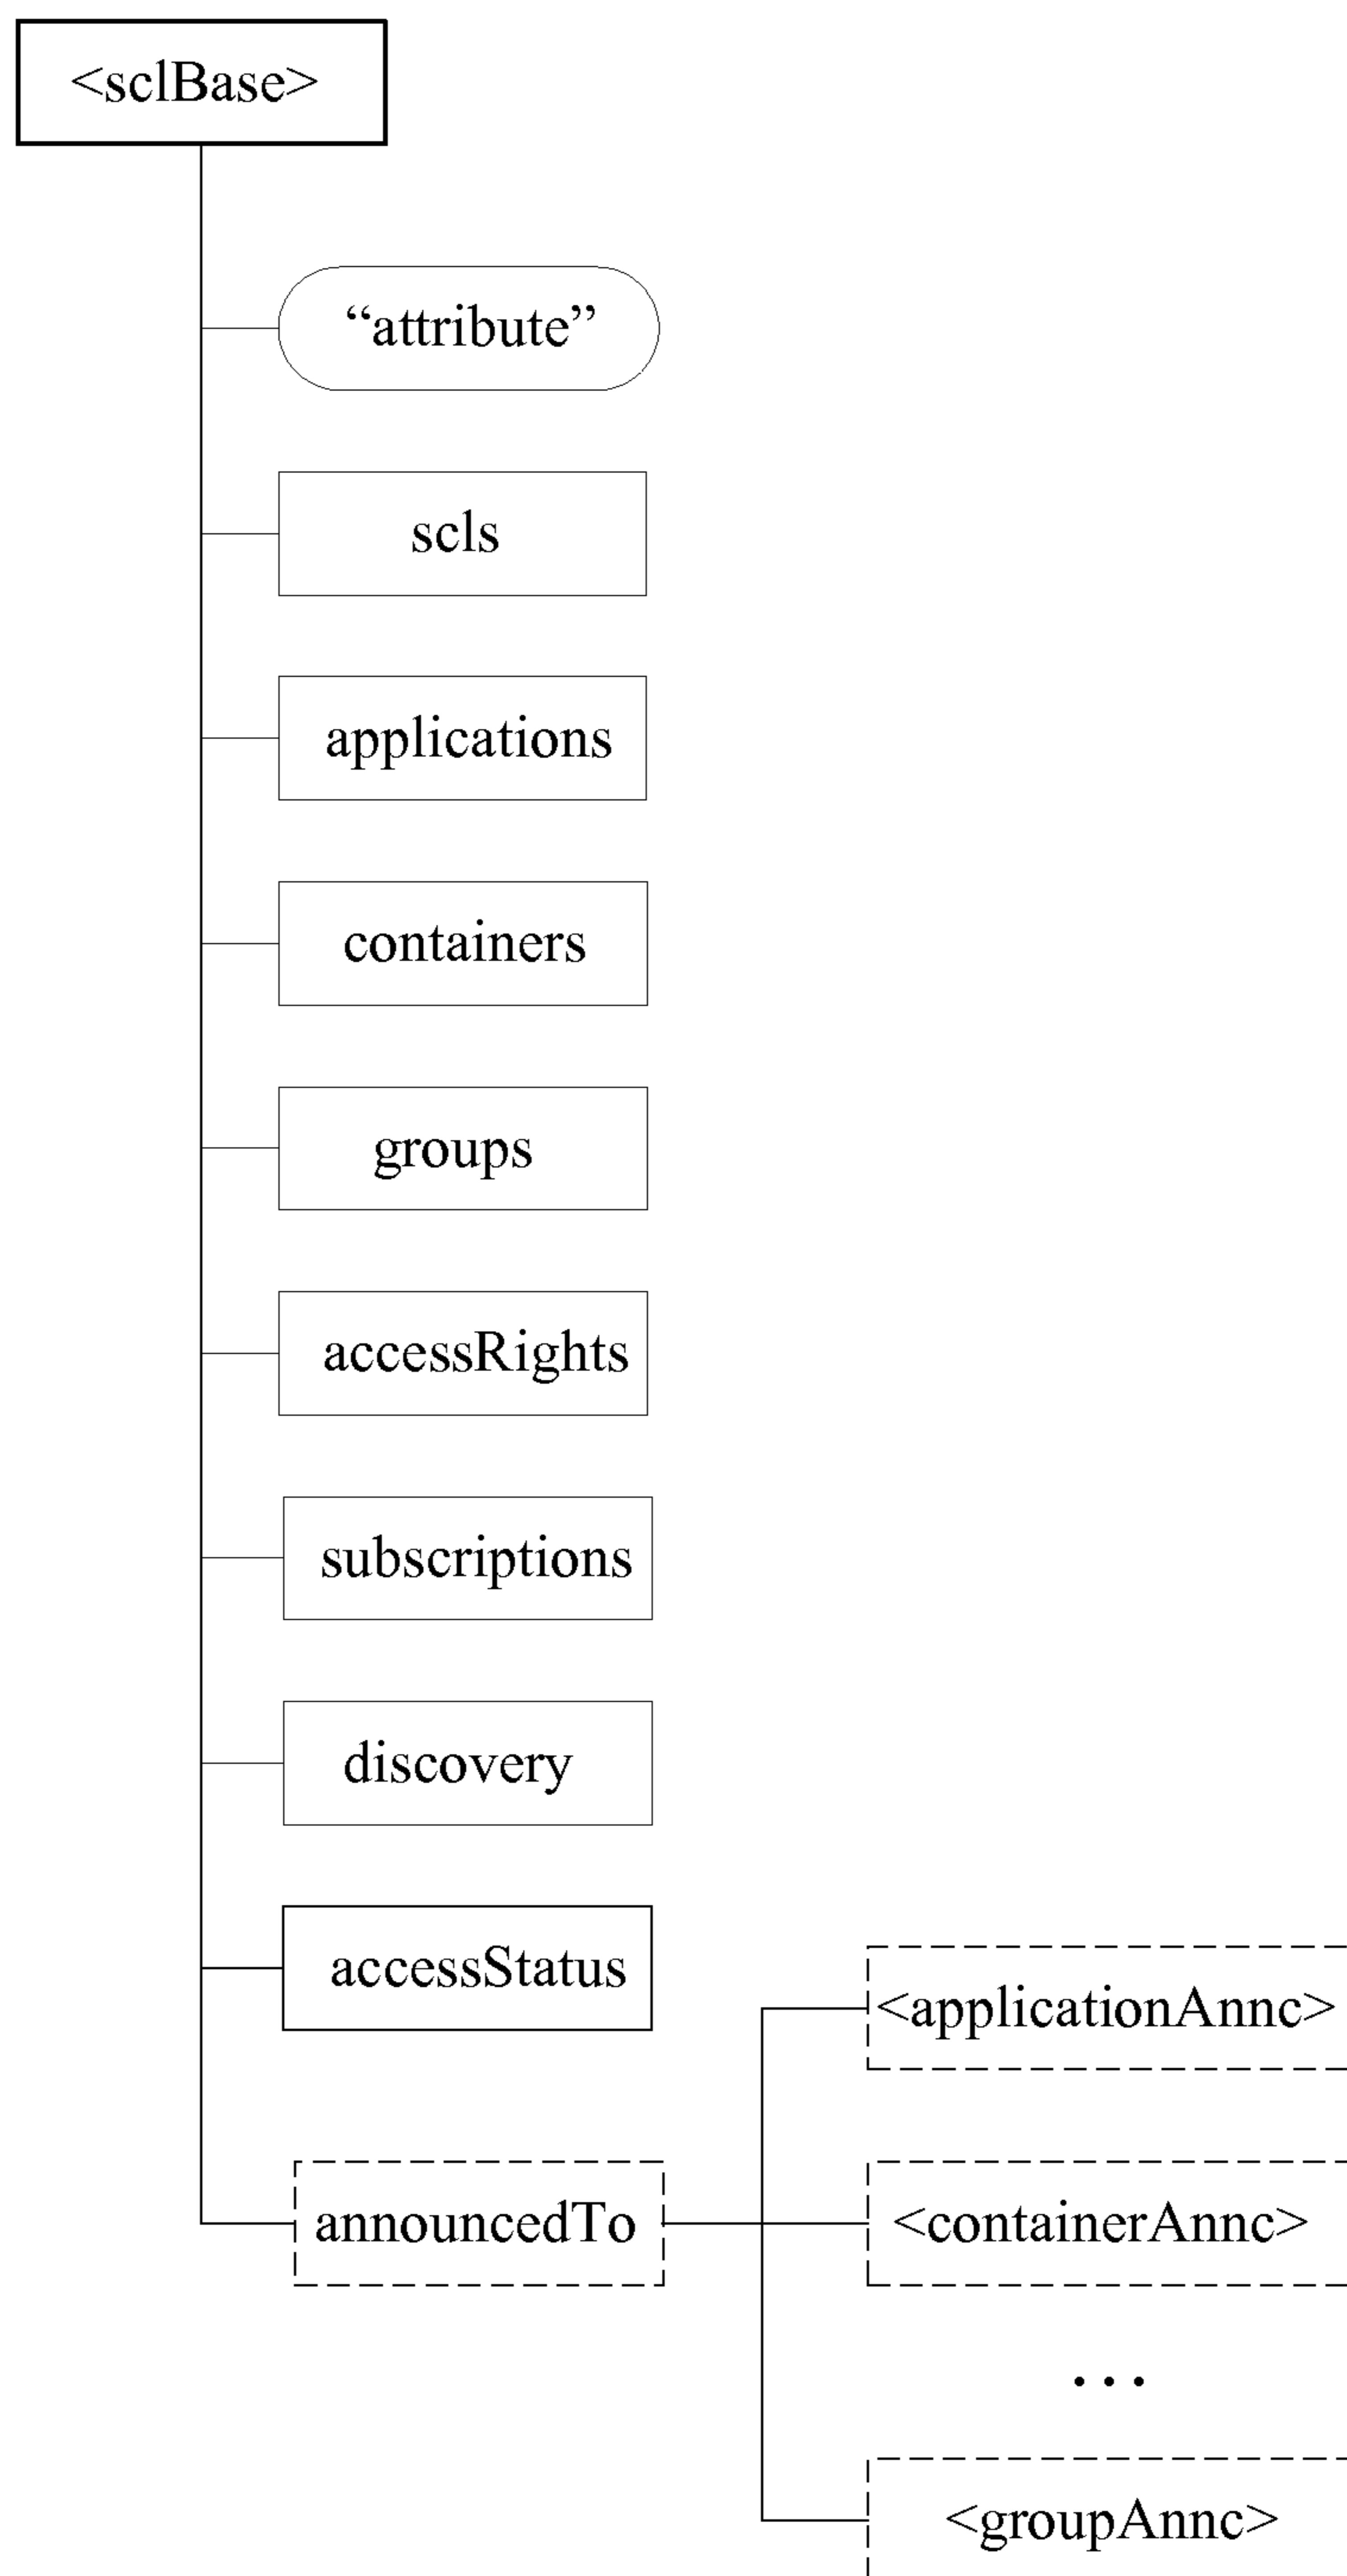 <sclBase>
“attribute”
scls
applications
containers
groups
accessRights
subscriptions
discovery
accessStatus
<applicationAnnc>
announcedTo
<containerAnnc>
...
<groupAnnc>